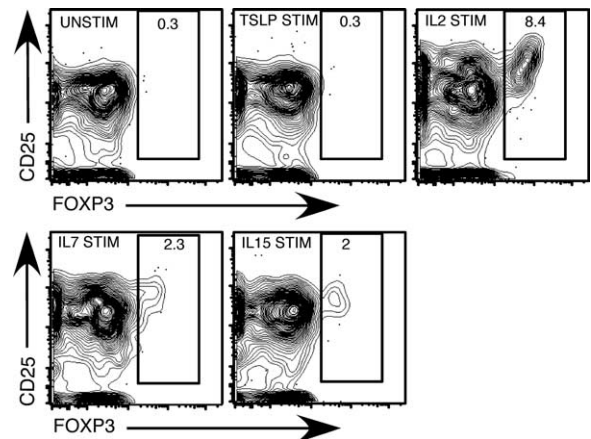 UNSTIM 0.3
TSLP STIM 0.3
IL2 STIM 8.4
CD25
FOXP3
IL7 STIM 2.3
IL15 STIM 2
CD25
FOXP3